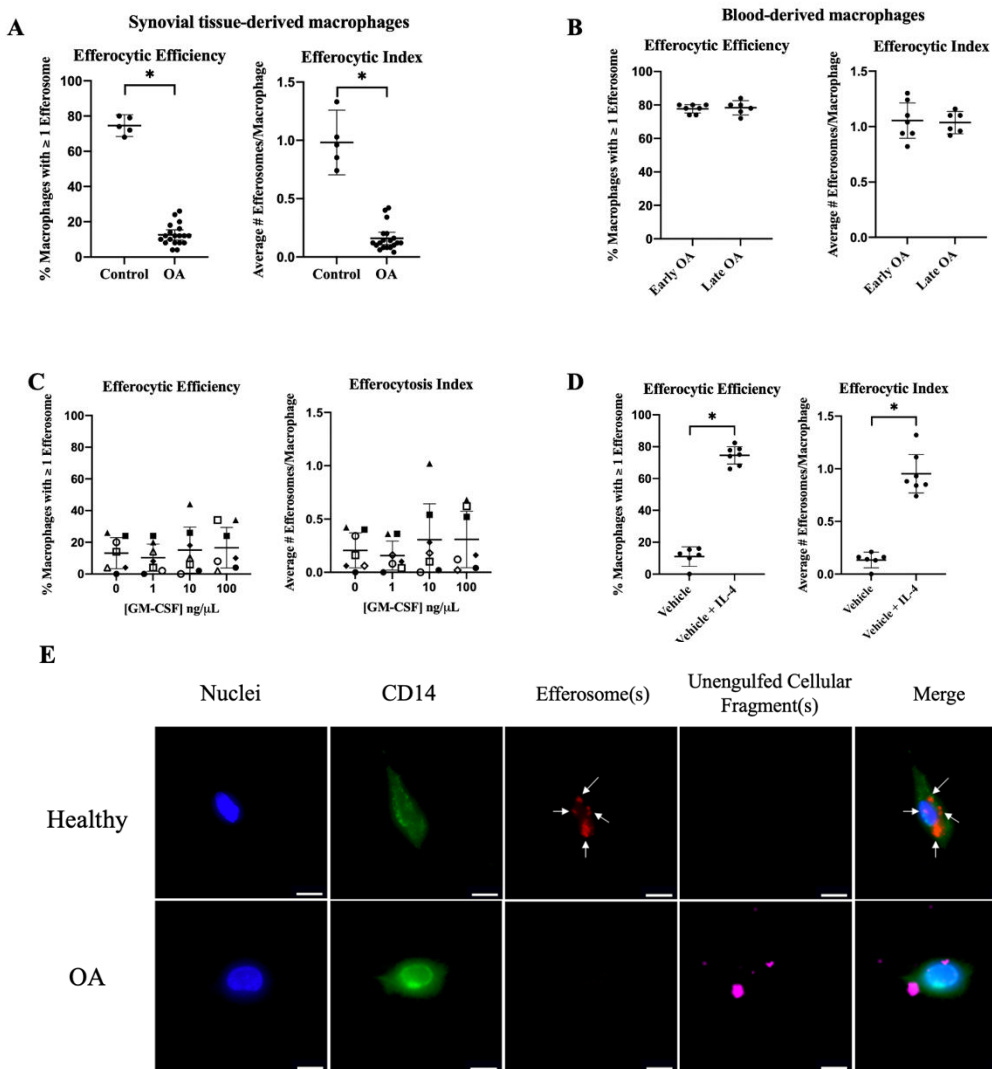 A
Synovial tissue-derived macrophages
Efferocytic Efficiency
% Macrophages with ≥ 1 Efferosome
100
80
60
40
20
0
*
Control
OA
Efferocytic Index
Average # Efferosomes/Macrophage
1.5
1.0
0.5
0.0
*
Control
OA
B
Blood-derived macrophages
Efferocytic Efficiency
% Macrophages with ≥ 1 Efferosome
100
80
60
40
20
0
Early OA
Late OA
Efferocytic Index
Average # Efferosomes/Macrophage
1.5
1.0
0.5
0.0
Early OA
Late OA
C
Efferocytic Efficiency
% Macrophages with ≥ 1 Efferosome
100
80
60
40
20
0
0
1
10
100
[GM-CSF] ng/μL
Efferocytosis Index
Average # Efferosomes/Macrophage
1.5
1.0
0.5
0.0
0
1
10
100
[GM-CSF] ng/μL
D
Efferocytic Efficiency
% Macrophages with ≥ 1 Efferosome
100
80
60
40
20
0
*
Vehicle
Vehicle + IL-4
Efferocytic Index
Average # Efferosomes/Macrophage
1.5
1.0
0.5
0.0
*
Vehicle
Vehicle + IL-4
E
Nuclei
CD14
Efferosome(s)
Unengulfed Cellular
Fragment(s)
Merge
Healthy
OA